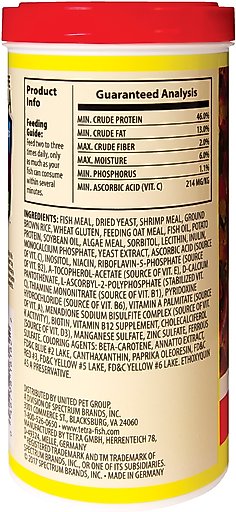 Product
Info
Feeding
Guide:
Feed two to three
times daily, only
as much as your
fish can consume
within several
minutes.
Guaranteed Analysis
MIN. CRUDE PROTEIN 46.0%
MIN. CRUDE FAT 13.0%
MAX. CRUDE FIBER 2.0%
MAX. MOISTURE 6.0%
MIN. PHOSPHORUS 1.1%
MIN. ASCORBIC ACID (VIT. C) 214 MG/KG
INGREDIENTS: FISH MEAL, DRIED YEAST, SHRIMP MEAL, GROUND
BROWN RICE, WHEAT GLUTEN, FEEDING OAT MEAL, FISH OIL, POTATO
PROTEIN, SOYBEAN OIL, ALGAE MEAL, SORBITOL, LECITHIN, INULIN,
MONOCALCIUM PHOSPHATE, YEAST EXTRACT, ASCORBIC ACID (SOURCE
OF VIT. C), INOSITOL, NIACIN, RIBOFLAVIN-5-PHOSPHATE (SOURCE
OF VIT. B2), A-TOCOPHEROL-ACETATE (SOURCE OF VIT. E), D-CALCIUM
PANTOTHENATE, L-ASCORBYL-2-POLYPHOSPHATE (STABILIZED VIT.
C), THIAMINE MONONITRATE (SOURCE OF VIT. B1), PYRIDOXINE
HYDROCHLORIDE (SOURCE OF VIT. B6), VITAMIN A PALMITATE (SOURCE
OF VIT. A), MENADIONE SODIUM BISULFITE COMPLEX (SOURCE OF VIT. K
ACTIVITY), BIOTIN, VITAMIN B12 SUPPLEMENT, CHOLECALCIFEROL
(SOURCE OF VIT. D3), MANGANESE SULFATE, ZINC SULFATE, FERROUS
SULFATE. COLORING AGENTS: BETA-CAROTENE, ANNATTO EXTRACT,
FD&C BLUE #2 LAKE, CANTHAXANTHIN, PAPRIKA OLEORESIN, FD&C
RED #3, FD&C YELLOW #5 LAKE, FD&C YELLOW #6 LAKE. ETHOXYQUIN
AS A PRESERVATIVE.
DISTRIBUTED BY UNITED PET GROUP,
A DIVISION OF SPECTRUM BRANDS, INC.
3001 COMMERCE ST., BLACKSBURG, VA 24060
1-800-526-0650 • www.tetra-fish.com
MANUFACTURED BY TETRA GMBH, HERRENTEICH 78,
D-49324, MELLE, GERMANY
® REGISTERED TRADEMARK AND TM TRADEMARK OF
SPECTRUM BRANDS, INC., OR ONE OF ITS SUBSIDIARIES.
© 2017 SPECTRUM BRANDS, INC. • MADE IN GERMANY